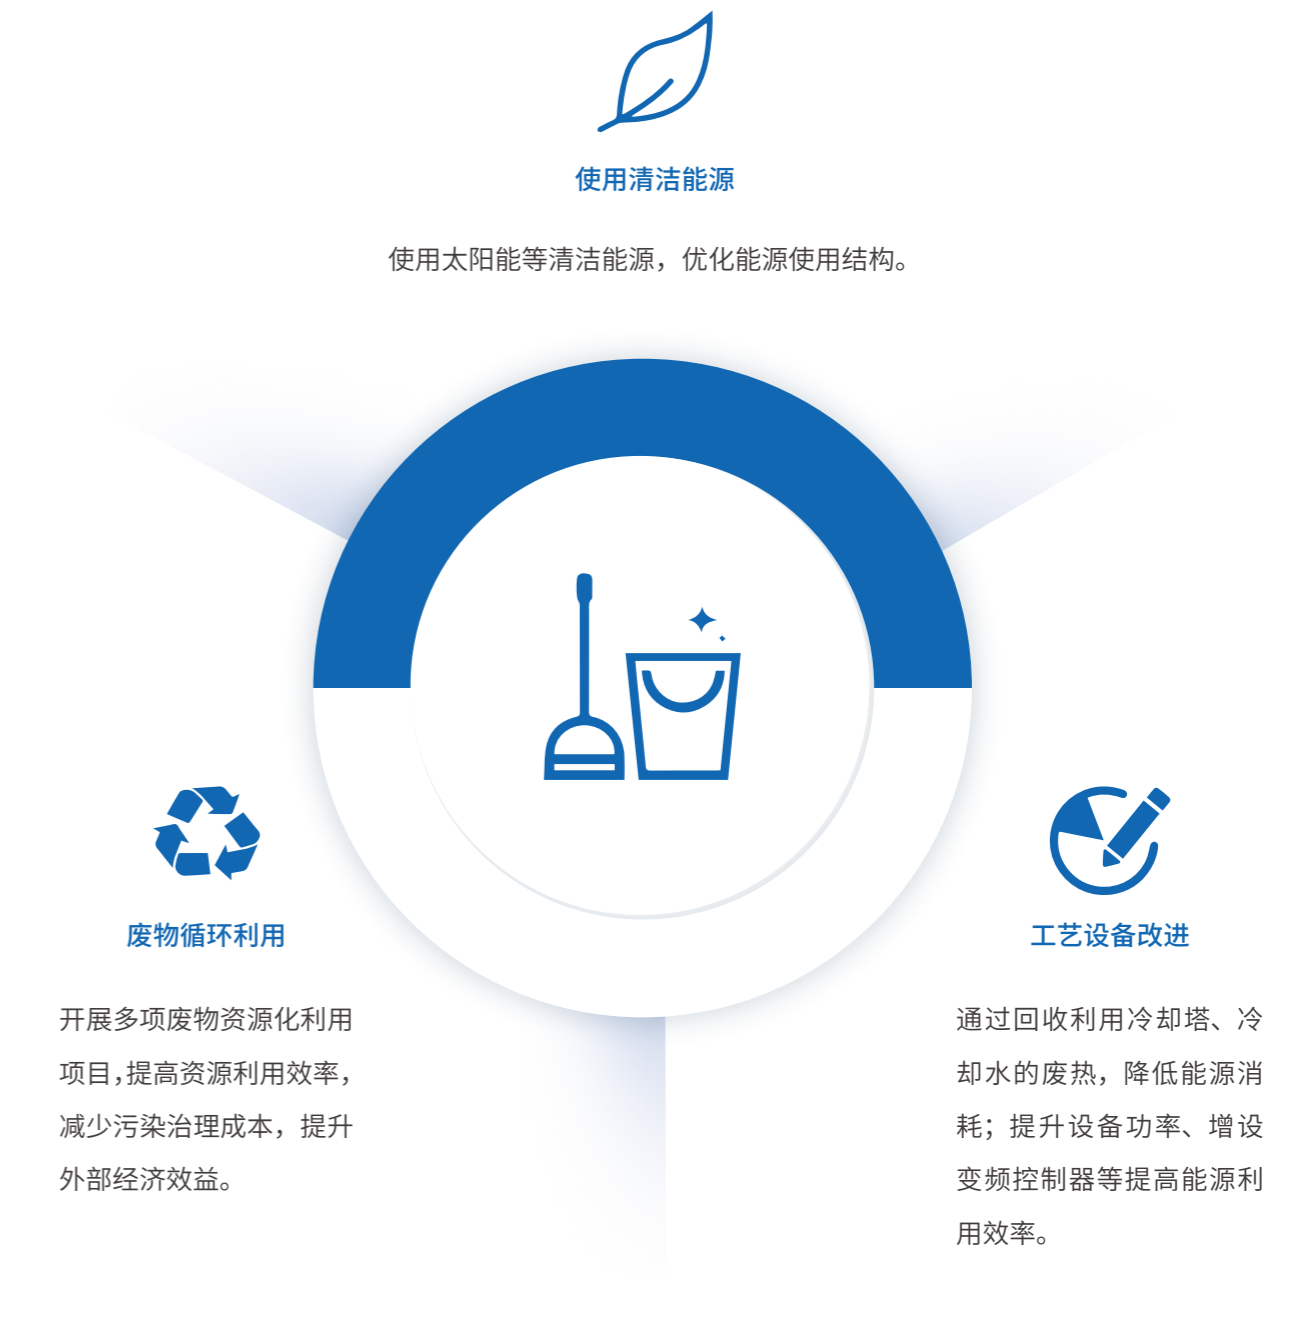 使用清洁能源
使用太阳能等清洁能源，优化能源使用结构。
废物循环利用
开展多项废物资源化利用
项目，提高资源利用效率，
减少污染治理成本，提升
外部经济效益。
工艺设备改进
通过回收利用冷却塔、冷
却水的废热，降低能源消
耗；提升设备功率、增设
变频控制器等提高能源利
用效率。